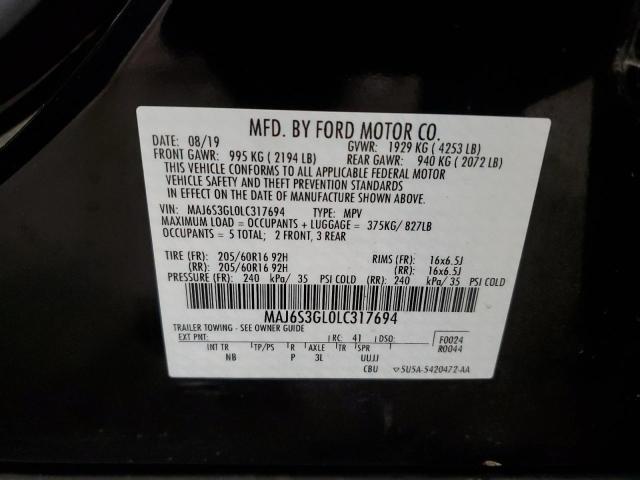 MFD. BY FORD MOTOR CO.
DATE: 08/19 GVWR: 1929 KG ( 4253 LB)
FRONT GAWR: 995 KG ( 2194 LB) REAR GAWR: 940 KG ( 2072 LB)
THIS VEHICLE CONFORMS TO ALL APPLICABLE FEDERAL MOTOR
VEHICLE SAFETY AND THEFT PREVENTION STANDARDS
IN EFFECT ON THE DATE OF MANUFACTURE SHOWN ABOVE.
VIN: MAJ6S3GL0LC317694 TYPE: MPV
MAXIMUM LOAD = OCCUPANTS + LUGGAGE = 375KG/ 827LB
OCCUPANTS = 5 TOTAL; 2 FRONT, 3 REAR
TIRE (FR): 205/60R16 92H RIMS (FR): 16x6.5J
(RR): 205/60R16 92H (RR): 16x6.5J
PRESSURE (FR): 240 kPa/ 35 PSI COLD (RR): 240 kPa/ 35 PSI COLD
MAJ6S3GL0LC317694
TRAILER TOWING - SEE OWNER GUIDE
EXT PNT: RC: 41 DSO: F0024
INT TR TP/PS R AXLE TR SPR R0044
NB P 3L UUJJ
CBU ▽5U5A-5420472-AA